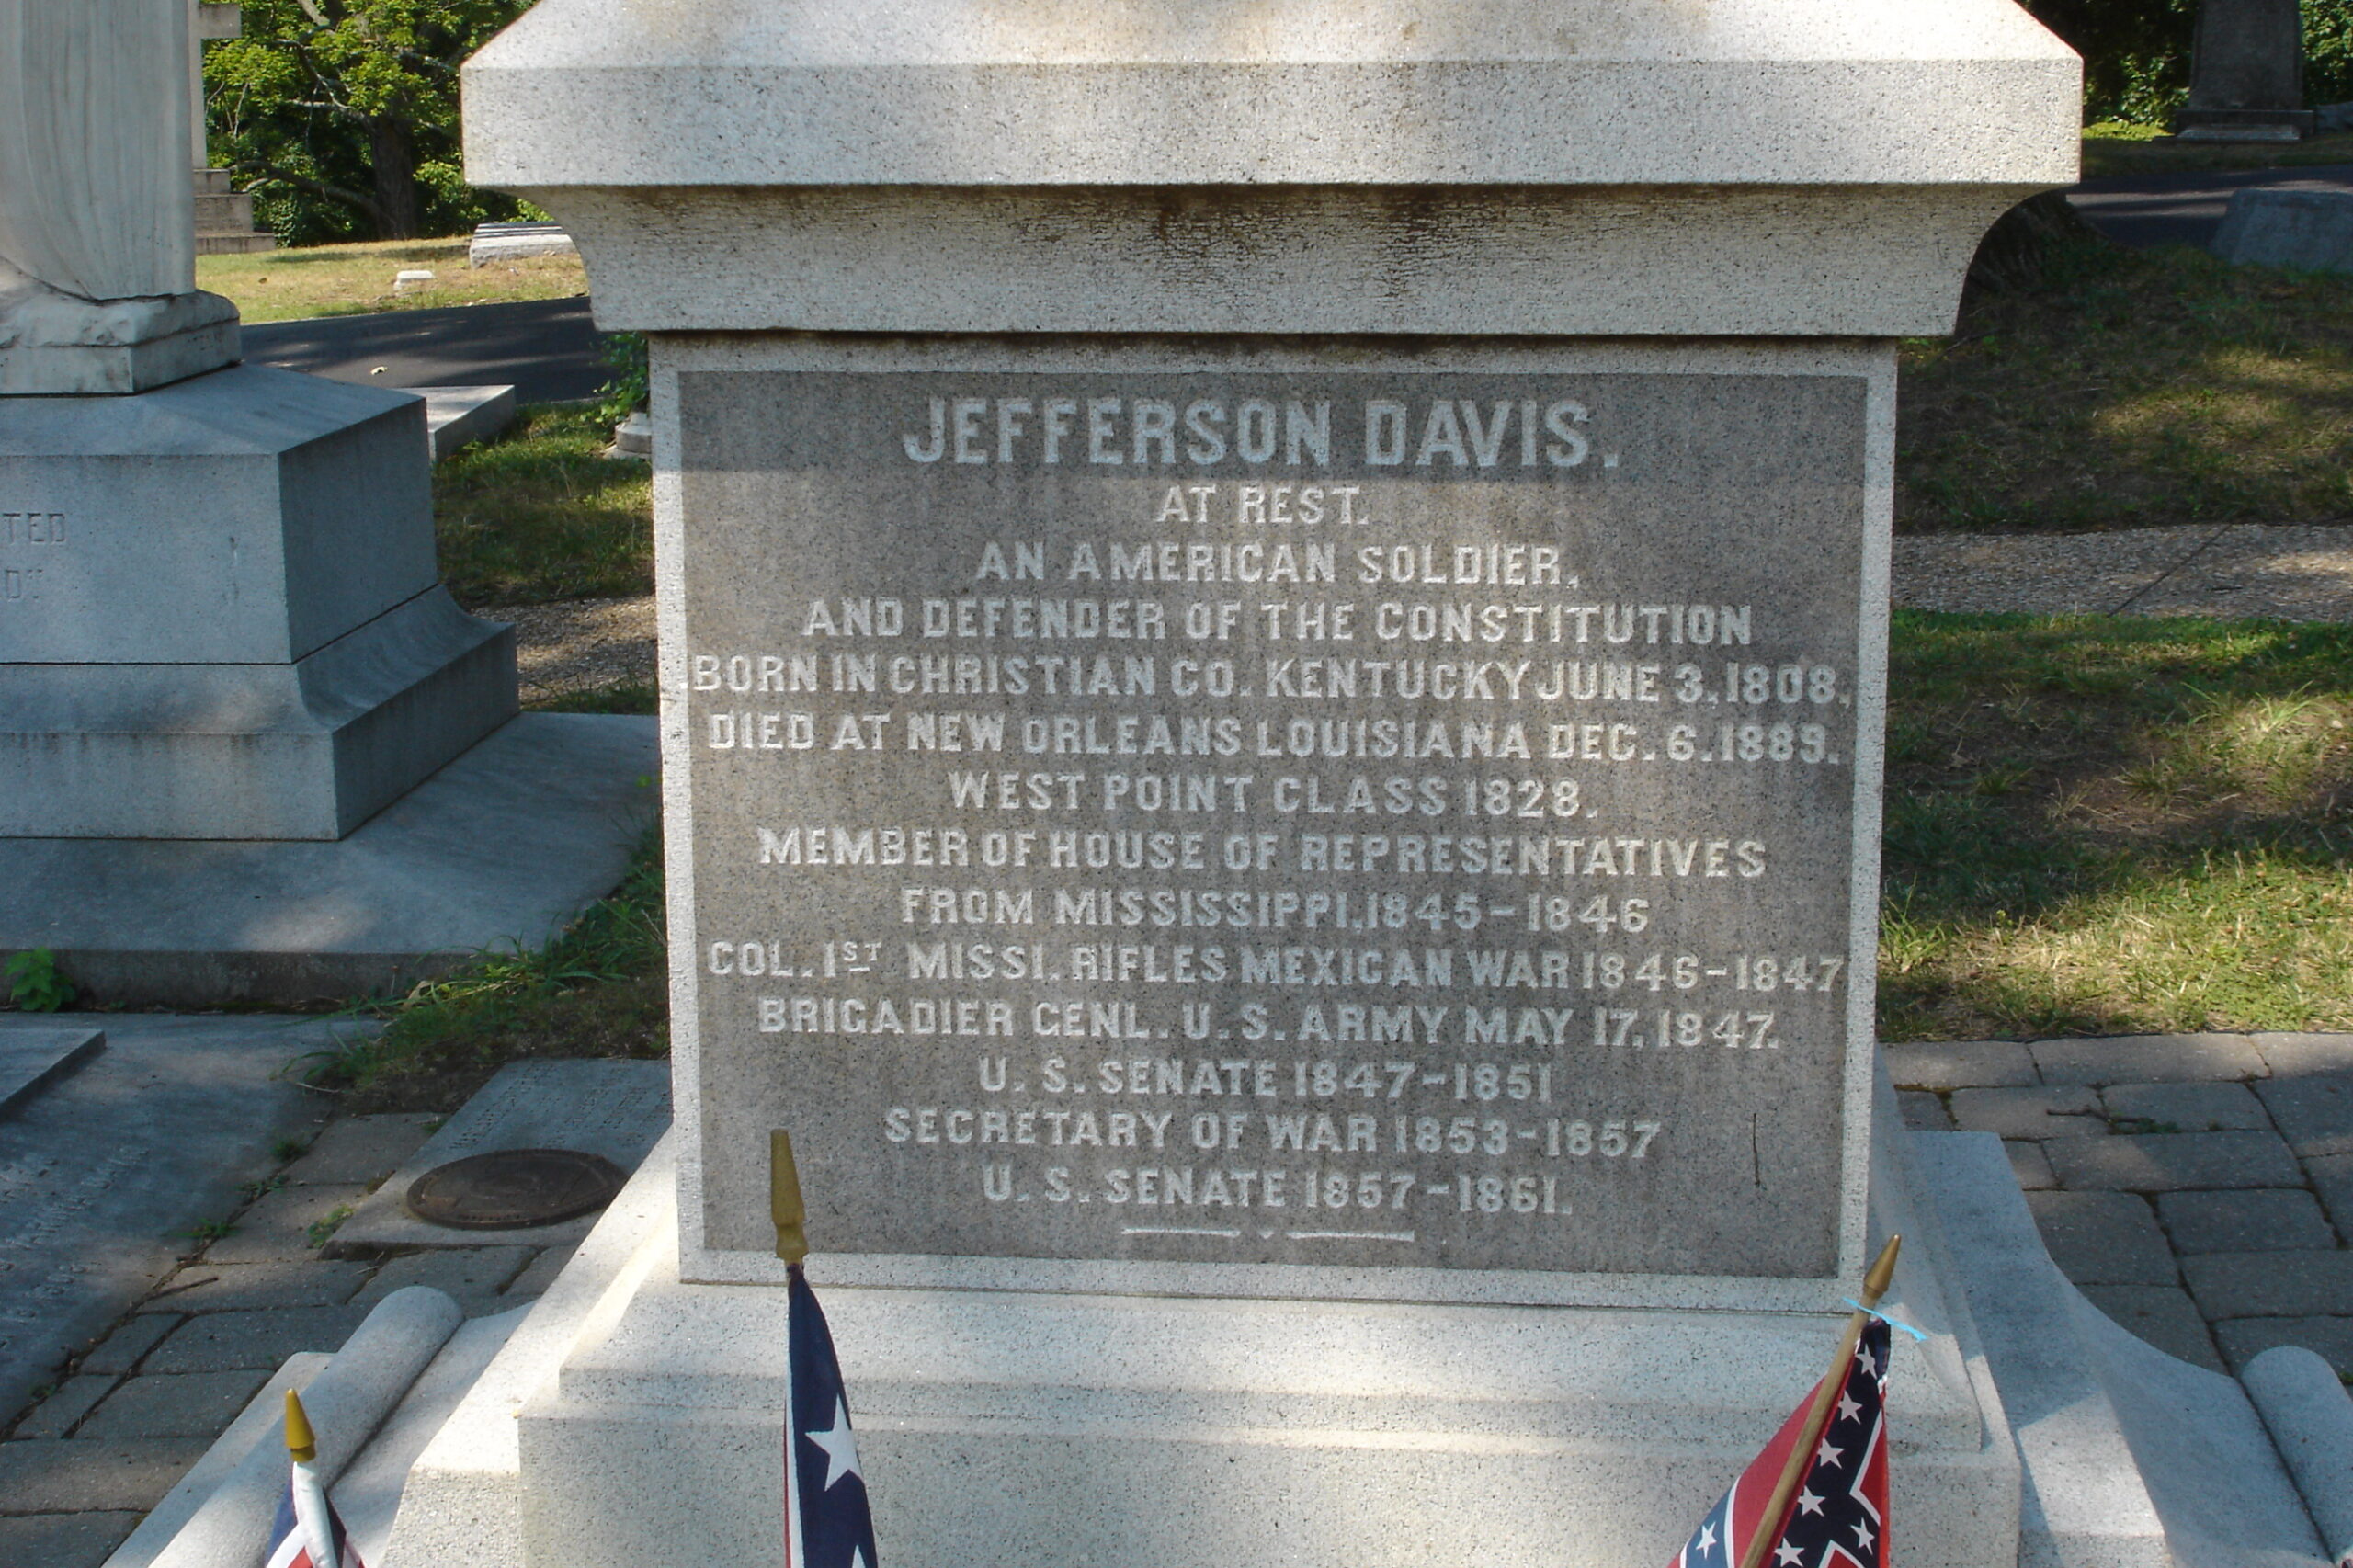 JEFFERSON DAVIS.
AT REST.
AN AMERICAN SOLDIER,
AND DEFENDER OF THE CONSTITUTION
BORN IN CHRISTIAN CO. KENTUCKY JUNE 3, 1808,
DIED AT NEW ORLEANS LOUISIANA DEC. 6. 1889.
WEST POINT CLASS 1828.
MEMBER OF HOUSE OF REPRESENTATIVES
FROM MISSISSIPPI, 1845-1846
COL. 1ST MISSI. RIFLES MEXICAN WAR 1846-1847
BRIGADIER GENL. U.S. ARMY MAY 17, 1847.
U.S. SENATE 1847-1851
SECRETARY OF WAR 1853-1857
U.S. SENATE 1857-1861.